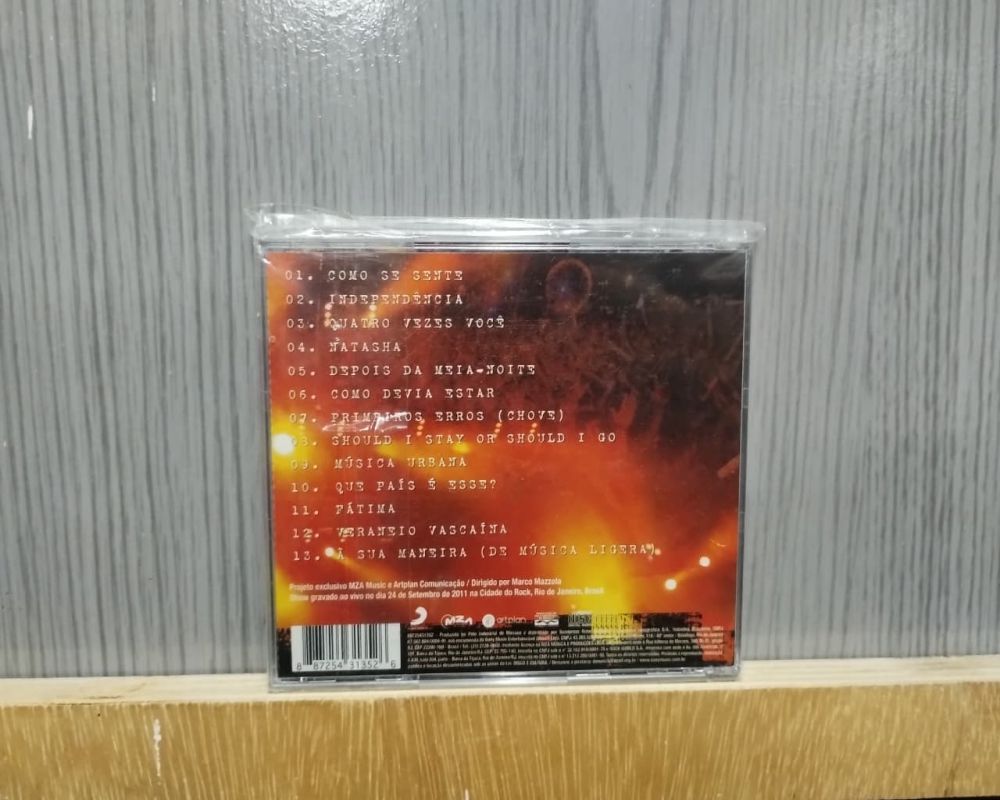 01. COMO SE SENTE
02. INDEPENDÊNCIA
03. QUATRO VEZES VOCÊ
04. NATASHA
05. DEPOIS DA MEIA-NOITE
06. COMO DEVIA ESTAR
07. PRIMEIROS ERROS (CHOVE)
08. SHOULD I STAY OR SHOULD I GO
09. MÚSICA URBANA
10. QUE PAÍS É ESSE?
11. FÁTIMA
12. VERANEIO VASCAÍNA
13. À SUA MANEIRA (DE MÚSICA LIGERA)
Projeto exclusivo MZA Music e Artplan Comunicação / Dirigido por Marco Mazzola
Show gravado ao vivo no dia 24 de Setembro de 2011 na Cidade do Rock, Rio de Janeiro, Brasil
MZA artplan
8 87254 31352 6